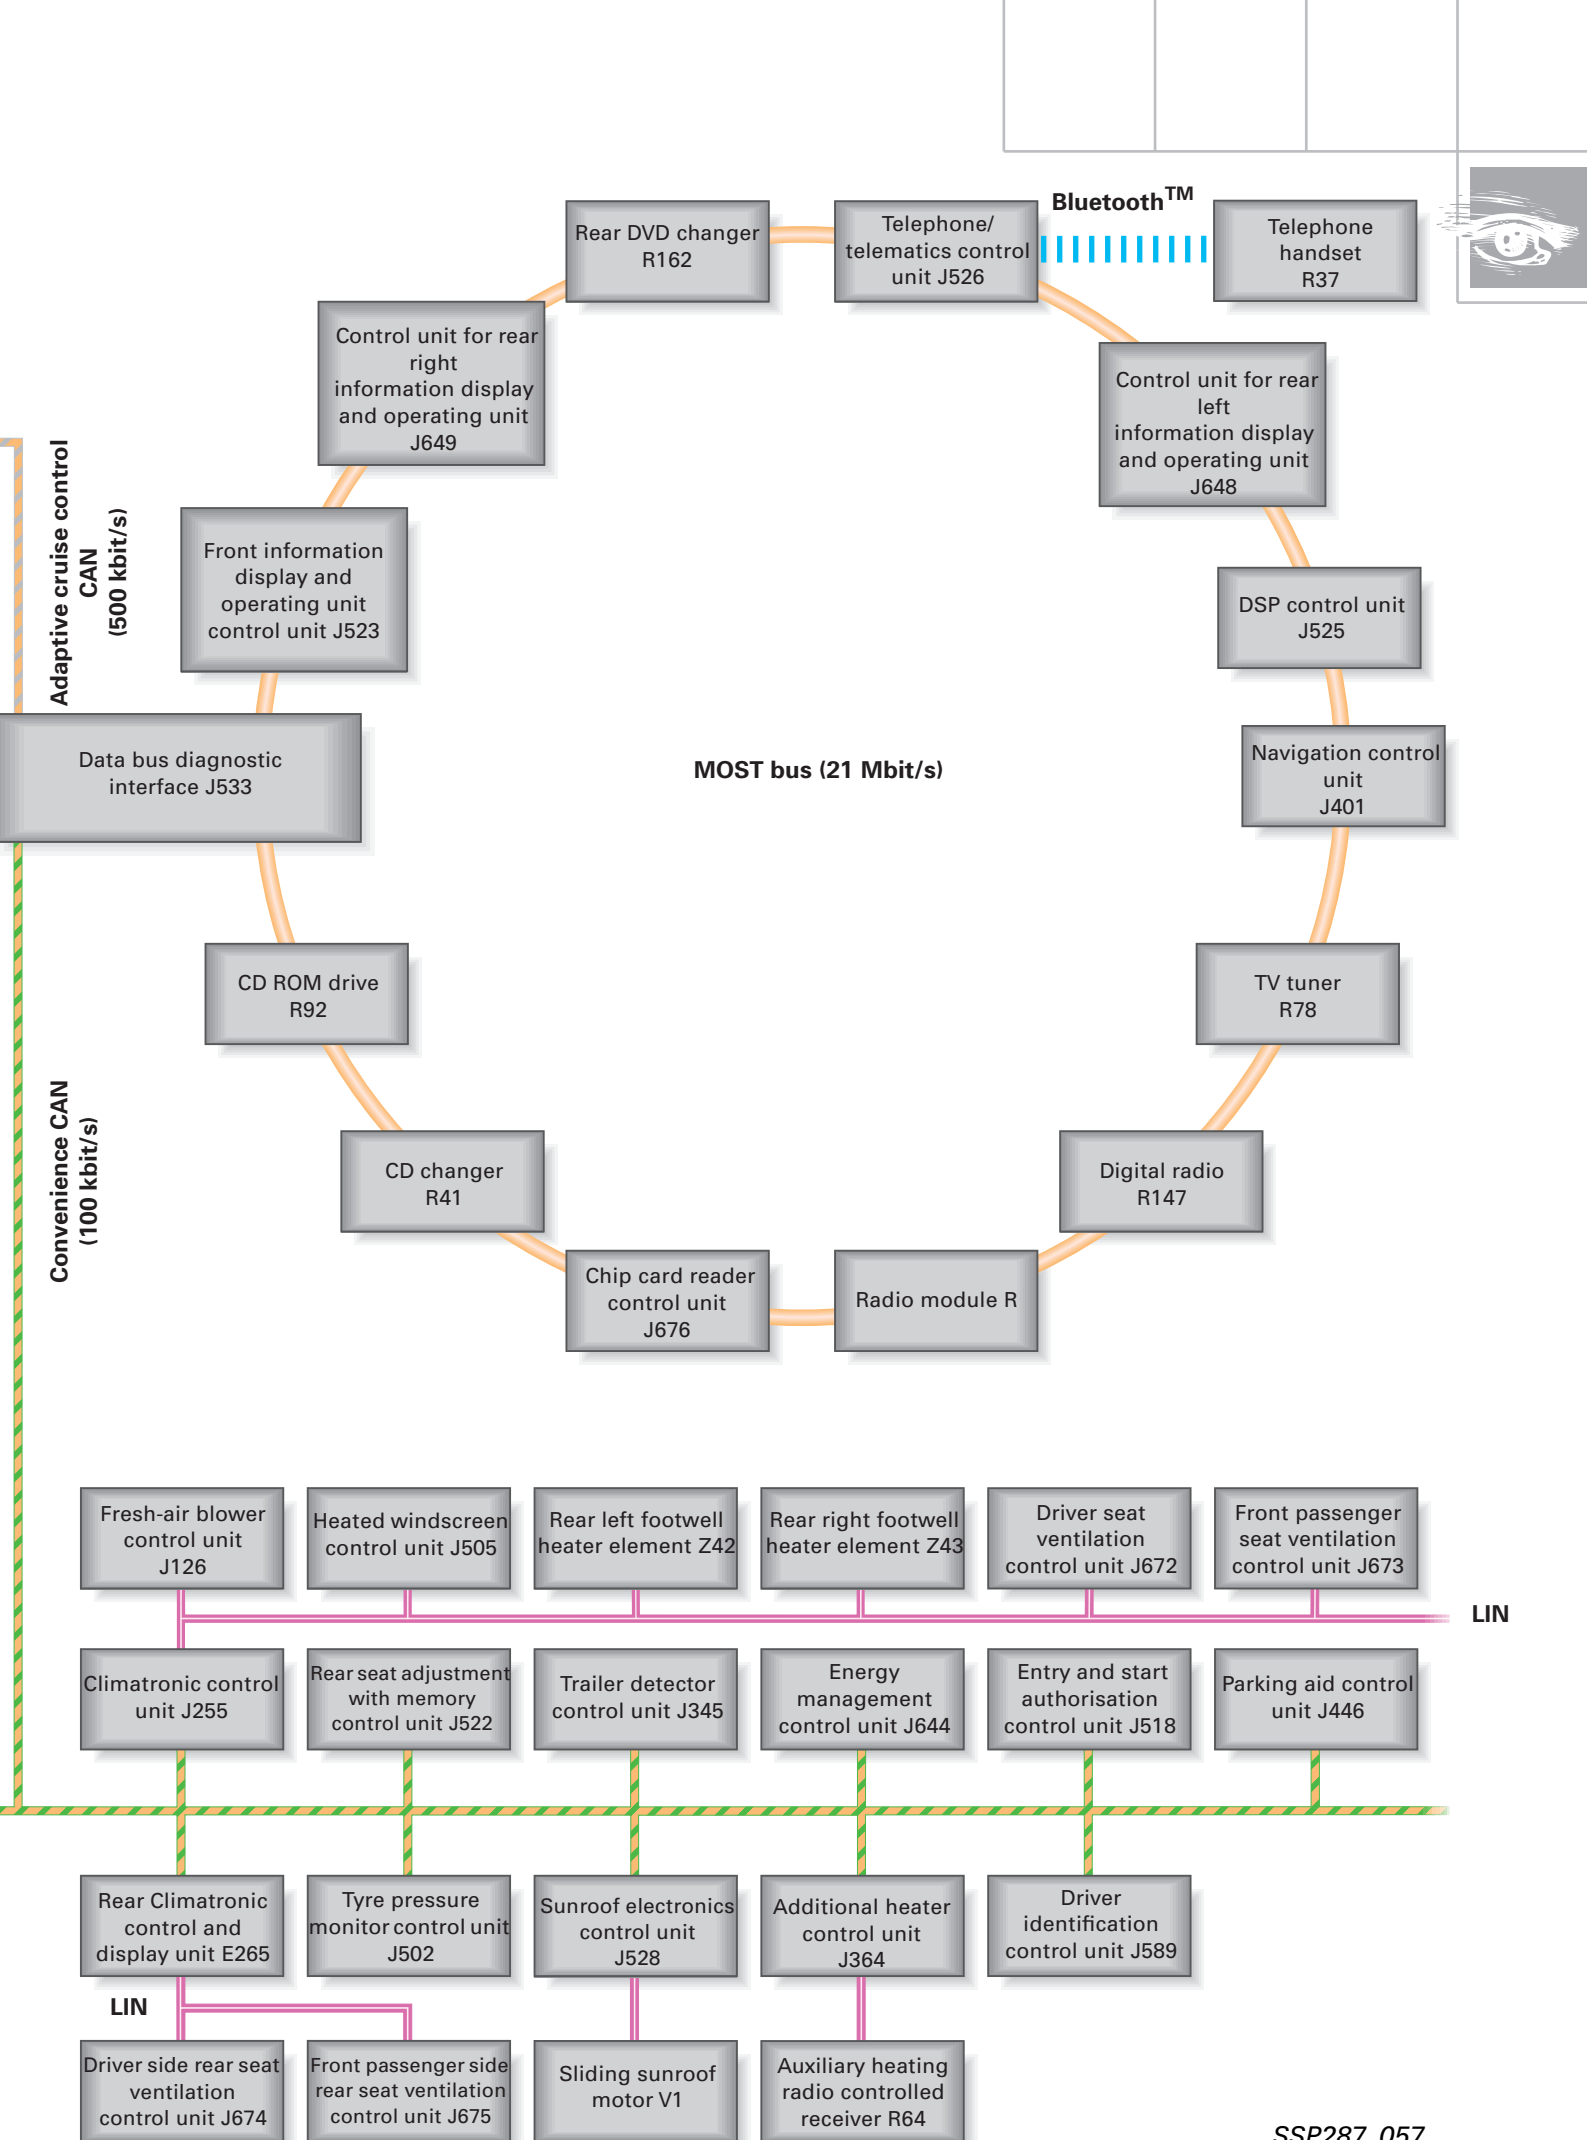 Bluetooth™
Rear DVD changer
R162
Telephone/
telematics control
unit J526
Telephone
handset
R37
Control unit for rear
right
information display
and operating unit
J649
Control unit for rear
left
information display
and operating unit
J648
Adaptive cruise control
CAN
(500 kbit/s)
Front information
display and
operating unit
control unit J523
DSP control unit
J525
Data bus diagnostic
interface J533
MOST bus (21 Mbit/s)
Navigation control
unit
J401
CD ROM drive
R92
TV tuner
R78
Convenience CAN
(100 kbit/s)
CD changer
R41
Digital radio
R147
Chip card reader
control unit
J676
Radio module R
Fresh-air blower
control unit
J126
Heated windscreen
control unit J505
Rear left footwell
heater element Z42
Rear right footwell
heater element Z43
Driver seat
ventilation
control unit J672
Front passenger
seat ventilation
control unit J673
LIN
Climatronic control
unit J255
Rear seat adjustment
with memory
control unit J522
Trailer detector
control unit J345
Energy
management
control unit J644
Entry and start
authorisation
control unit J518
Parking aid control
unit J446
Rear Climatronic
control and
display unit E265
Tyre pressure
monitor control unit
J502
Sunroof electronics
control unit
J528
Additional heater
control unit
J364
Driver
identification
control unit J589
LIN
Driver side rear seat
ventilation
control unit J674
Front passenger side
rear seat ventilation
control unit J675
Sliding sunroof
motor V1
Auxiliary heating
radio controlled
receiver R64
SSP287_057